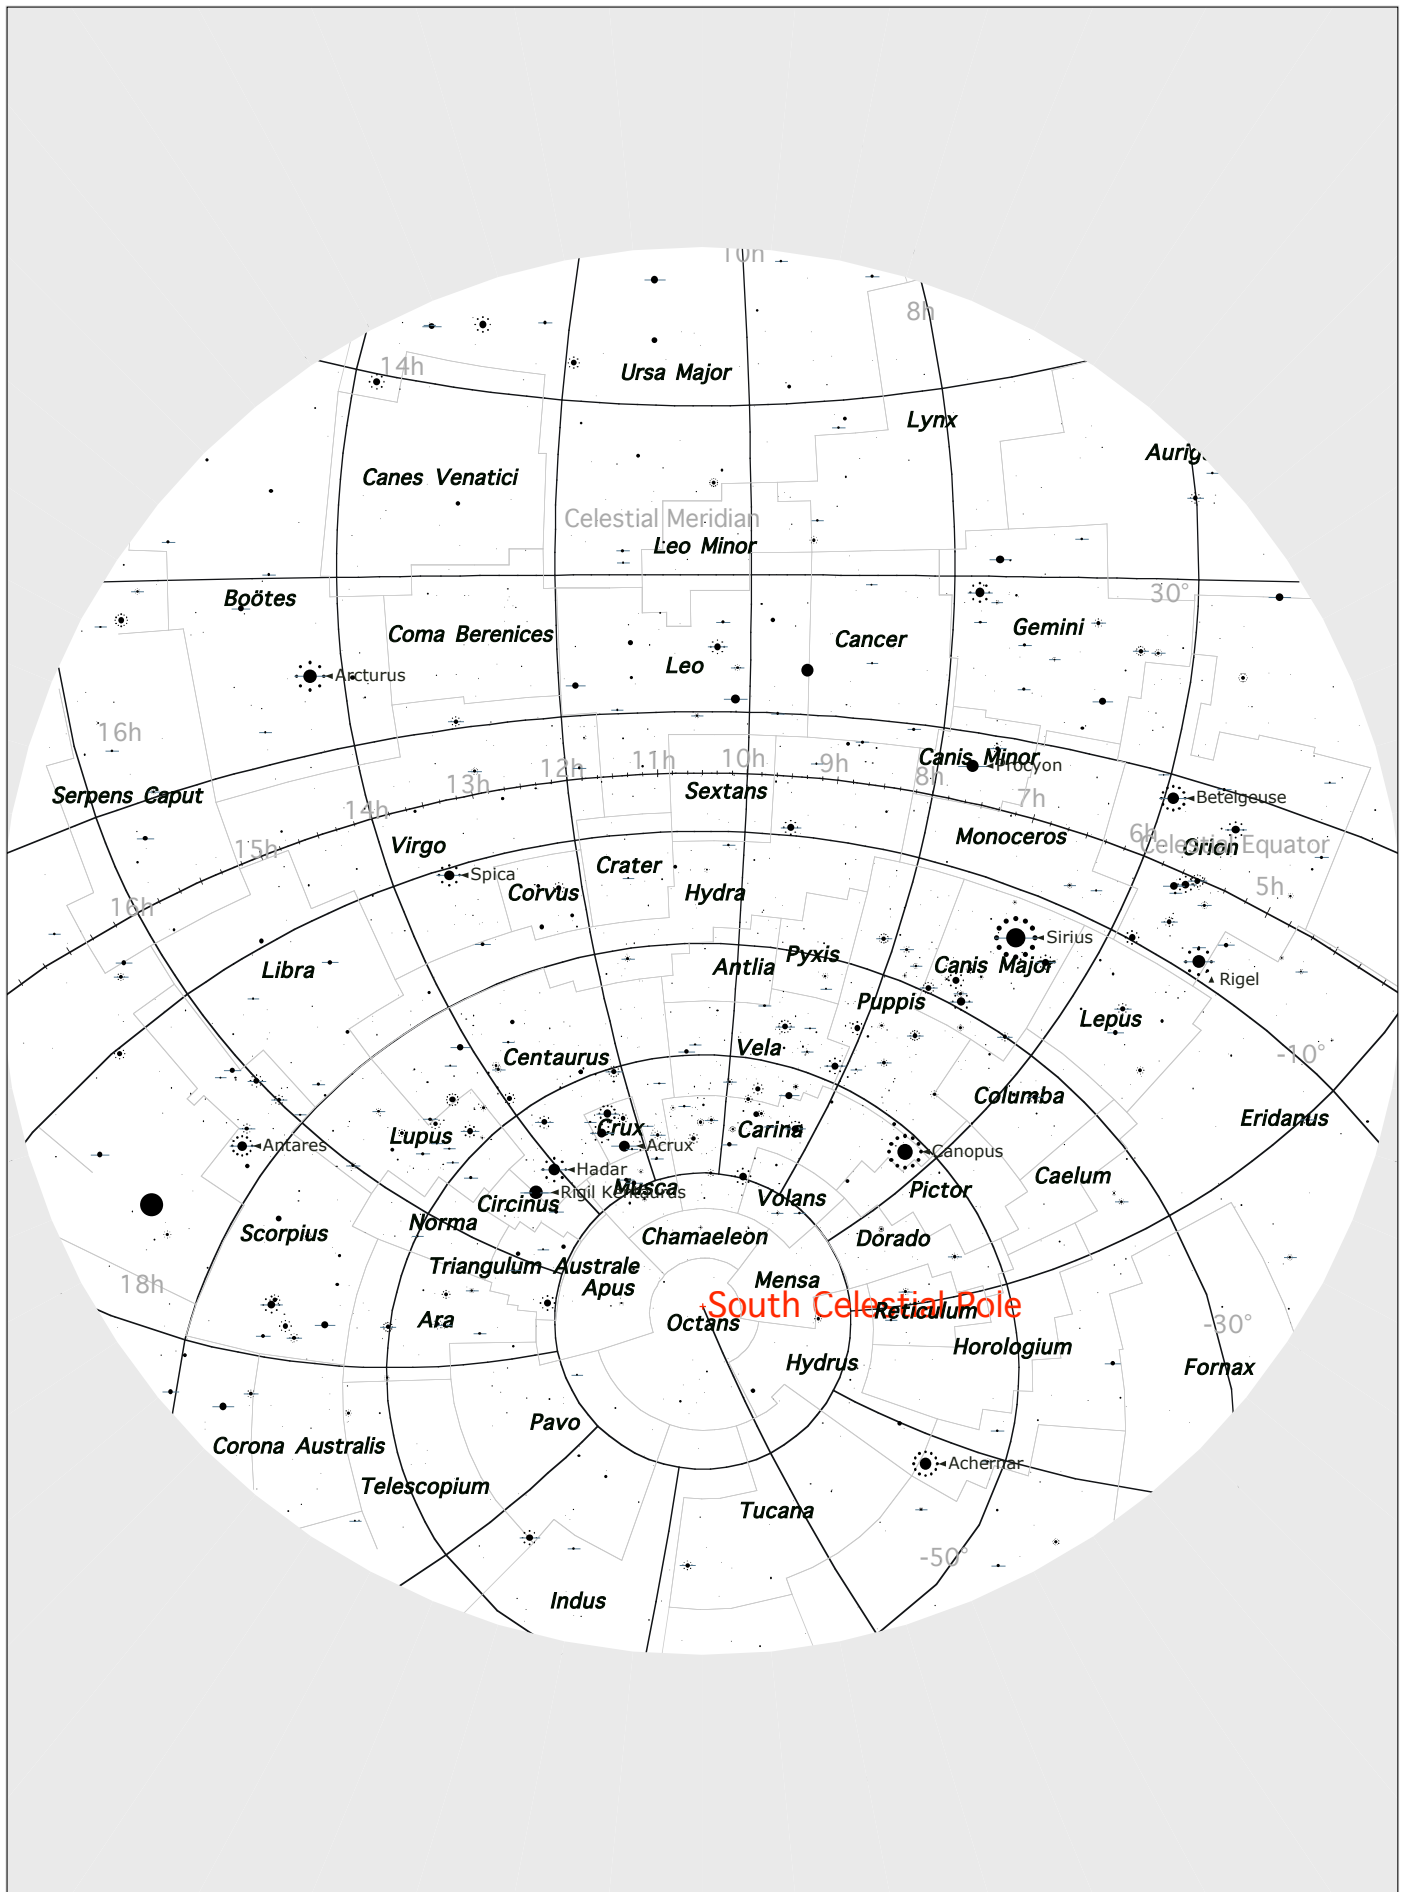 10h
8h
14h
Ursa Major
Lynx
Auriga
Canes Venatici
Celestial Meridian
Leo Minor
30°
Boötes
Gemini
Coma Berenices
Cancer
Leo
Arcturus
16h
10h
11h
9h
Canis Minor
Procyon
12h
8h
13h
Sextans
Serpens Caput
7h
Betelgeuse
14h
6h
Monoceros
Celestial Equator
Orion
Virgo
15h
Crater
Spica
Corvus
Hydra
5h
16h
Sirius
Pyxis
Canis Major
Antlia
Libra
Rigel
Puppis
Lepus
Vela
-10°
Centaurus
Columba
Eridanus
Crux
Carina
Lupus
Antares
Acrux
Canopus
Hadar
Caelum
Musca
Rigil Kentaurus
Pictor
Volans
Circinus
Norma
Scorpius
Chamaeleon
Dorado
Triangulum Australe
Mensa
18h
Apus
South Celestial Pole
Reticulum
Ara
Octans
-30°
Horologium
Hydrus
Fornax
Pavo
Corona Australis
Achernar
Telescopium
Tucana
-50°
Indus